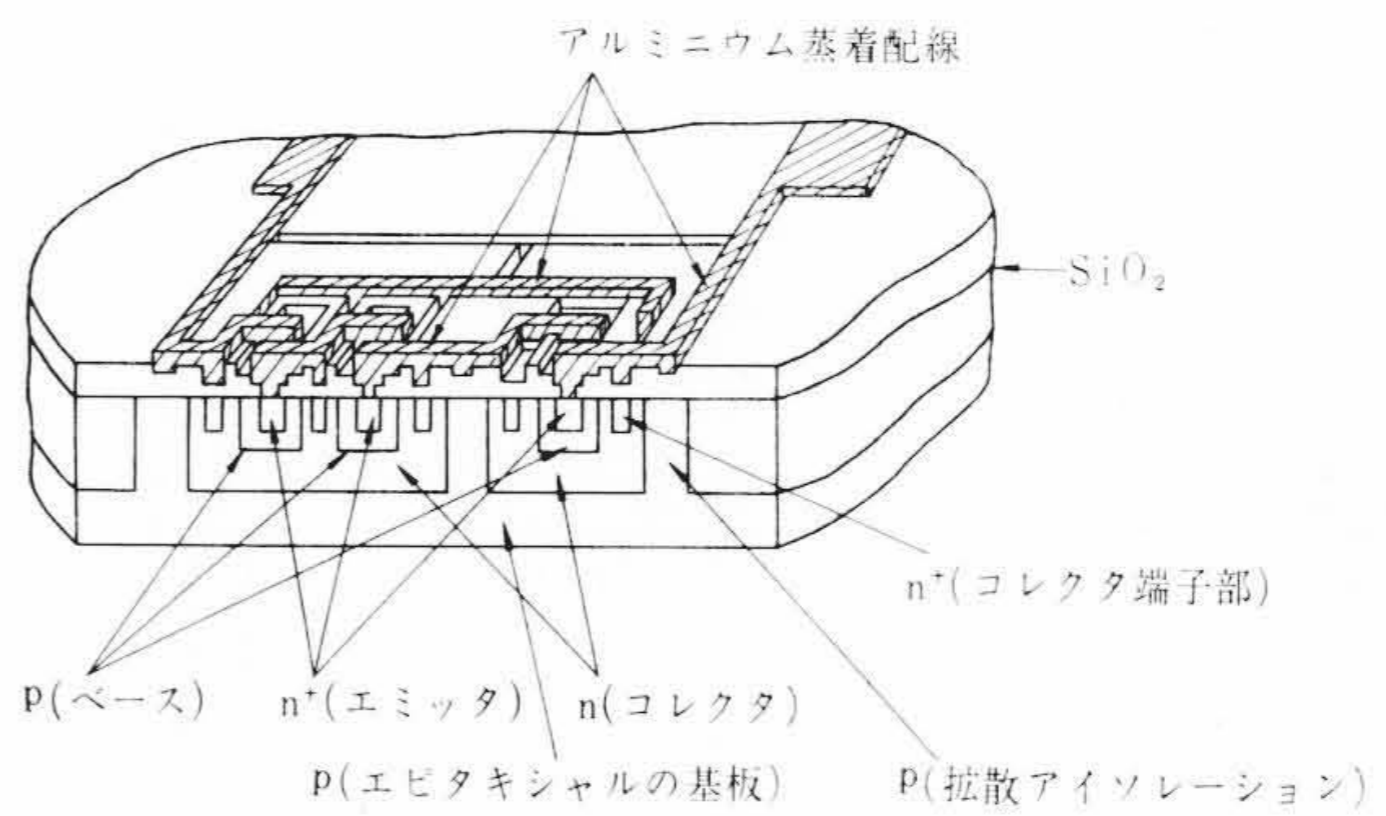 アルミニウム蒸着配線
SiO₂
n⁺(コレクタ端子部)
p(ベース) n⁺(エミッタ) n(コレクタ)
p(エピタキシャルの基板) p(拡散アイソレーション)